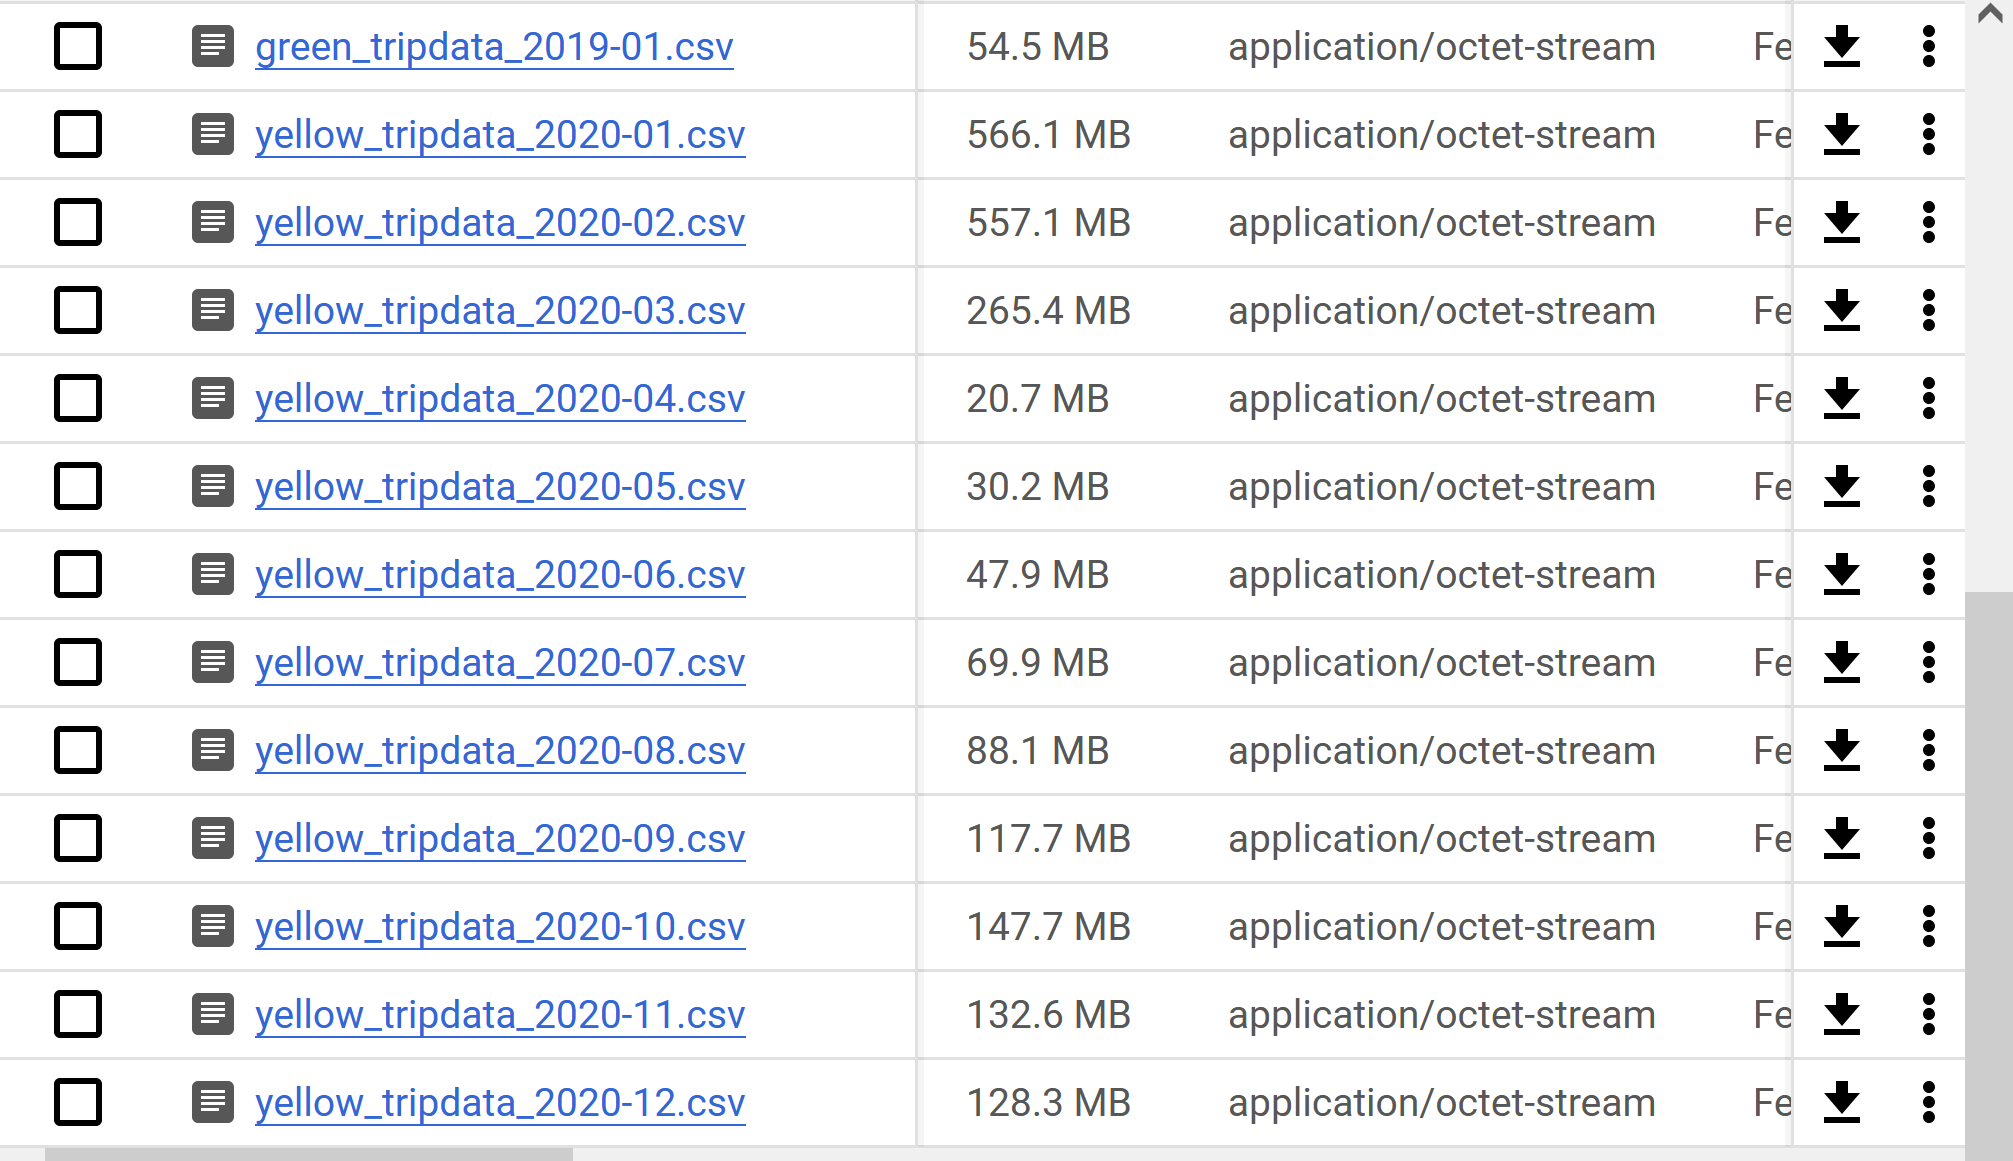 green_tripdata_2019-01.csv 54.5 MB application/octet-stream Fe
yellow_tripdata_2020-01.csv 566.1 MB application/octet-stream Fe
yellow_tripdata_2020-02.csv 557.1 MB application/octet-stream Fe
yellow_tripdata_2020-03.csv 265.4 MB application/octet-stream Fe
yellow_tripdata_2020-04.csv 20.7 MB application/octet-stream Fe
yellow_tripdata_2020-05.csv 30.2 MB application/octet-stream Fe
yellow_tripdata_2020-06.csv 47.9 MB application/octet-stream Fe
yellow_tripdata_2020-07.csv 69.9 MB application/octet-stream Fe
yellow_tripdata_2020-08.csv 88.1 MB application/octet-stream Fe
yellow_tripdata_2020-09.csv 117.7 MB application/octet-stream Fe
yellow_tripdata_2020-10.csv 147.7 MB application/octet-stream Fe
yellow_tripdata_2020-11.csv 132.6 MB application/octet-stream Fe
yellow_tripdata_2020-12.csv 128.3 MB application/octet-stream Fe